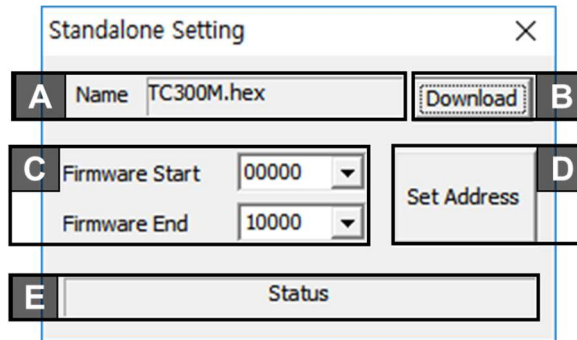 Standalone Setting
A Name TC300M.hex Download B
C Firmware Start 00000 D
Set Address
Firmware End 10000
E Status